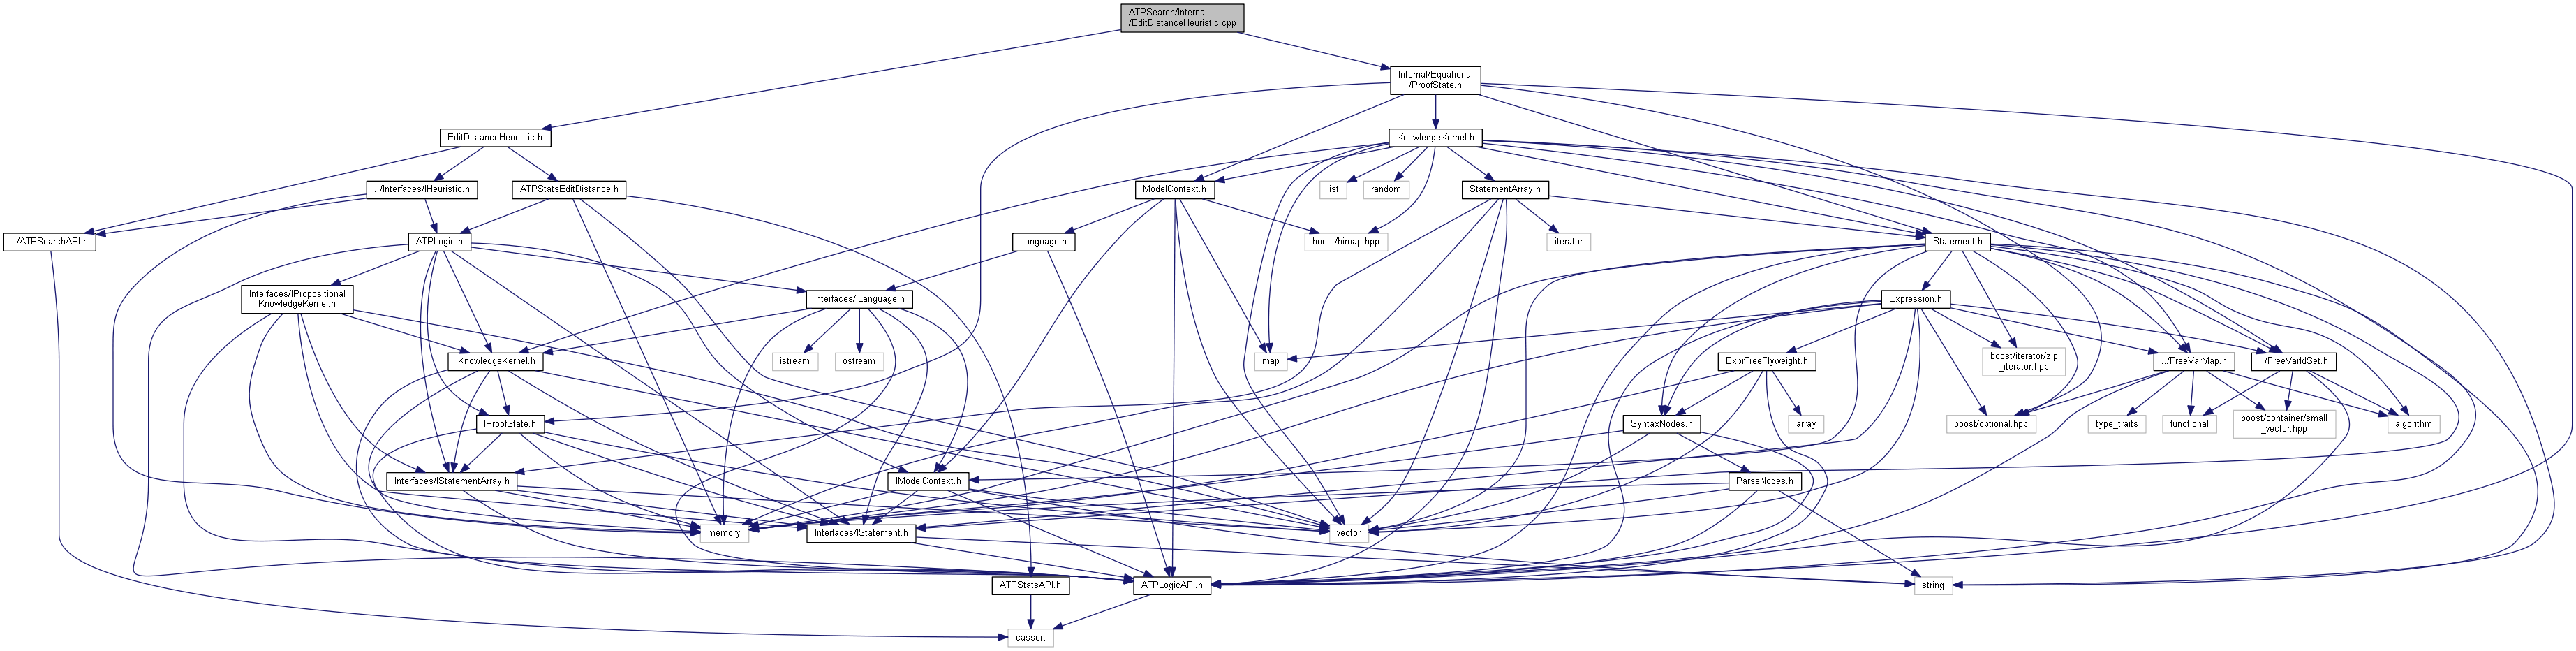 ATPSearch/Internal
/EditDistanceHeuristic.cpp
Internal/Equational
/ProofState.h
EditDistanceHeuristic.h
KnowledgeKernel.h
../Interfaces/IHeuristic.h
ATPStatsEditDistance.h
ModelContext.h
list
random
StatementArray.h
../ATPSearchAPI.h
ATPLogic.h
Language.h
boost/bimap.hpp
iterator
Statement.h
Interfaces/IPropositional
KnowledgeKernel.h
Interfaces/ILanguage.h
Expression.h
IKnowledgeKernel.h
istream
ostream
map
ExprTreeFlyweight.h
boost/iterator/zip
_iterator.hpp
../FreeVarMap.h
../FreeVarIdSet.h
IProofState.h
SyntaxNodes.h
array
boost/optional.hpp
type_traits
functional
boost/container/small
_vector.hpp
algorithm
Interfaces/IStatementArray.h
IModelContext.h
ParseNodes.h
memory
Interfaces/IStatement.h
vector
ATPStatsAPI.h
ATPLogicAPI.h
string
cassert